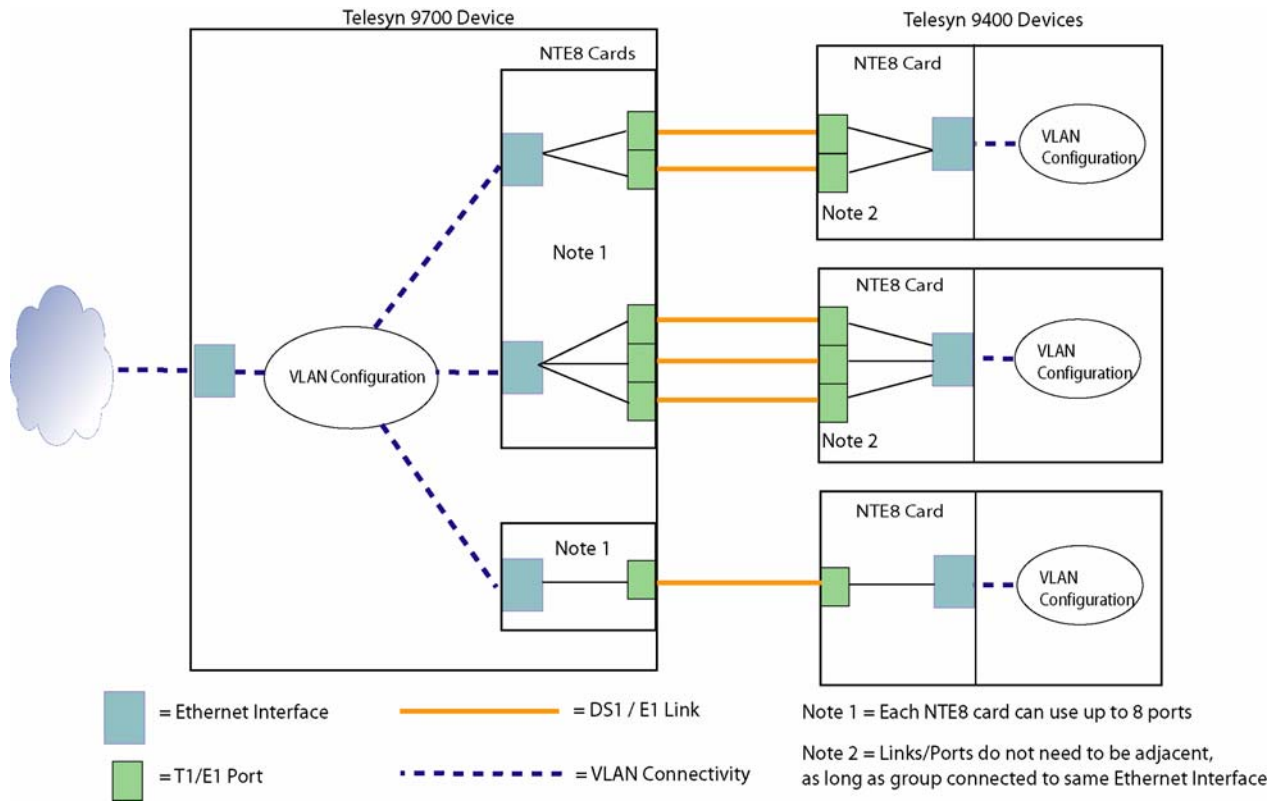 Telesyn 9700 Device
Telesyn 9400 Devices
NTE8 Cards
NTE8 Card
VLAN
Configuration
Note 2
Note 1
NTE8 Card
VLAN
Configuration
VLAN Configuration
Note 2
NTE8 Card
Note 1
VLAN
Configuration
= Ethernet Interface
= DS1 / E1 Link
Note 1 = Each NTE8 card can use up to 8 ports
= T1/E1 Port
= VLAN Connectivity
Note 2 = Links/Ports do not need to be adjacent,
as long as group connected to same Ethernet Interface